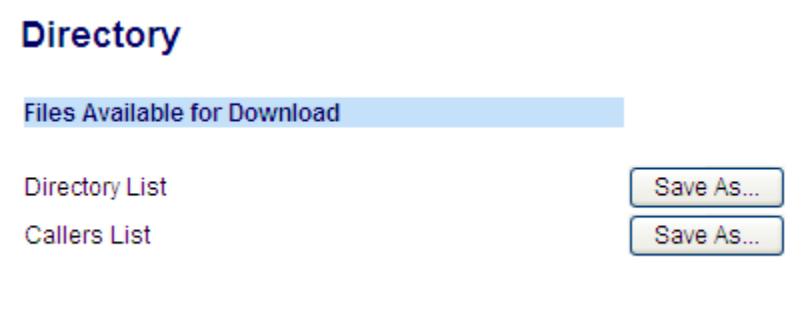 Directory
Files Available for Download
Directory List Save As...
Callers List Save As...